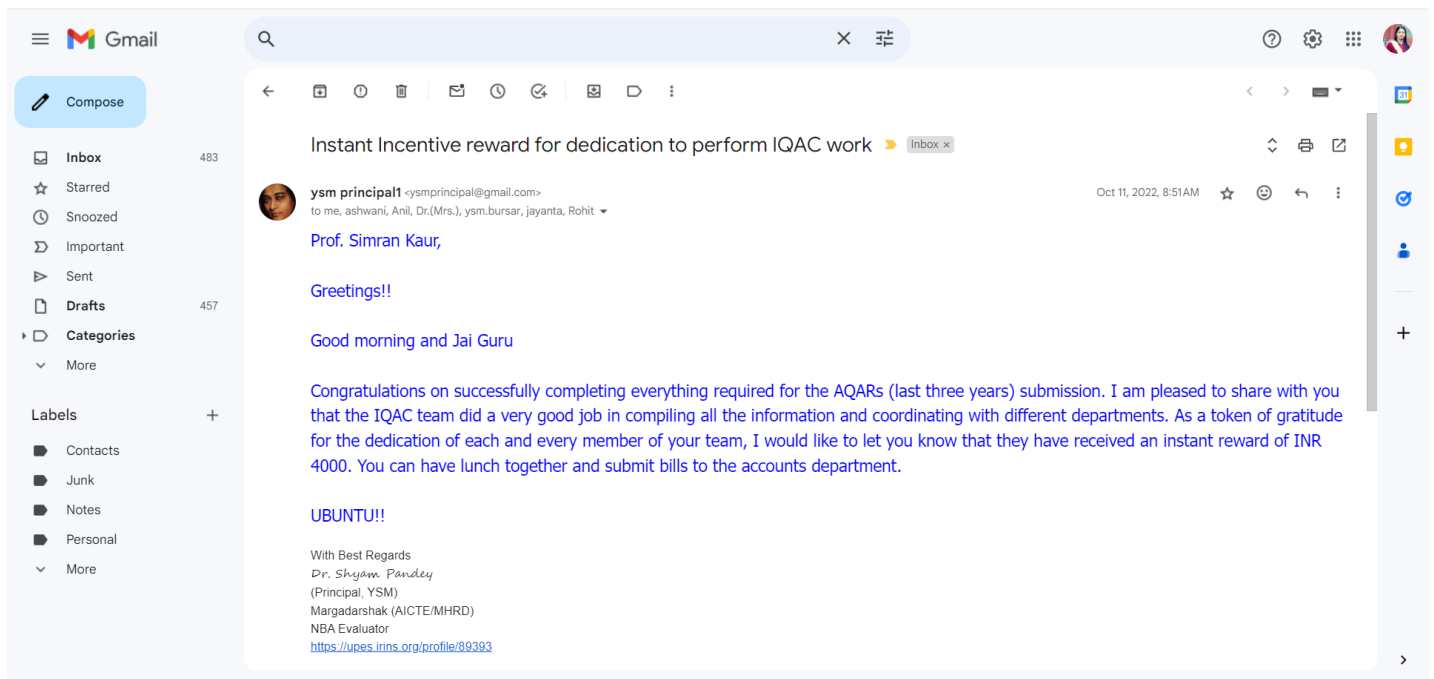 Gmail
Compose
Inbox 483
Starred
Snoozed
Important
Sent
Drafts 457
Categories
More
Labels
Contacts
Junk
Notes
Personal
More
Instant Incentive reward for dedication to perform IQAC work Inbox ×
ysm principal1 <ysmprincipal@gmail.com> Oct 11, 2022, 8:51 AM
to me, ashwani, Anil, Dr.(Mrs.), ysm.bursar, jayanta, Rohit
Prof. Simran Kaur,
Greetings!!
Good morning and Jai Guru
Congratulations on successfully completing everything required for the AQARs (last three years) submission. I am pleased to share with you
that the IQAC team did a very good job in compiling all the information and coordinating with different departments. As a token of gratitude
for the dedication of each and every member of your team, I would like to let you know that they have received an instant reward of INR
4000. You can have lunch together and submit bills to the accounts department.
UBUNTU!!
With Best Regards
Dr. Shyam Pandey
(Principal, YSM)
Margadarshak (AICTE/MHRD)
NBA Evaluator
https://upes.irins.org/profile/89393
31